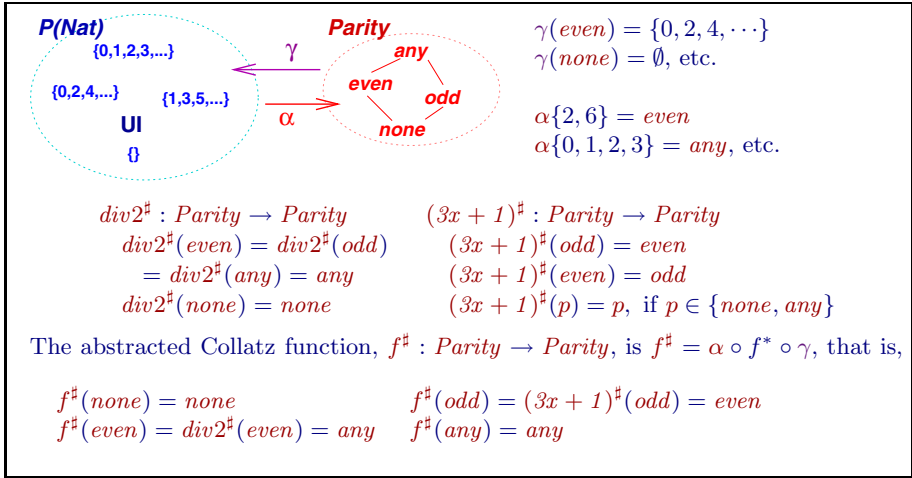 P(Nat)
{0,1,2,3,...}
{0,2,4,...} {1,3,5,...}
UI
{}
γ
α
Parity
any
even
odd
none
γ(even) = {0, 2, 4, ⋯}
γ(none) = ∅, etc.
α{2, 6} = even
α{0, 1, 2, 3} = any, etc.
div2♯ : Parity → Parity
div2♯(even) = div2♯(odd)
= div2♯(any) = any
div2♯(none) = none
(3x + 1)♯ : Parity → Parity
(3x + 1)♯(odd) = even
(3x + 1)♯(even) = odd
(3x + 1)♯(p) = p, if p ∈ {none, any}
The abstracted Collatz function, f♯ : Parity → Parity, is f♯ = α ∘ f* ∘ γ, that is,
f♯(none) = none
f♯(even) = div2♯(even) = any
f♯(odd) = (3x + 1)♯(odd) = even
f♯(any) = any